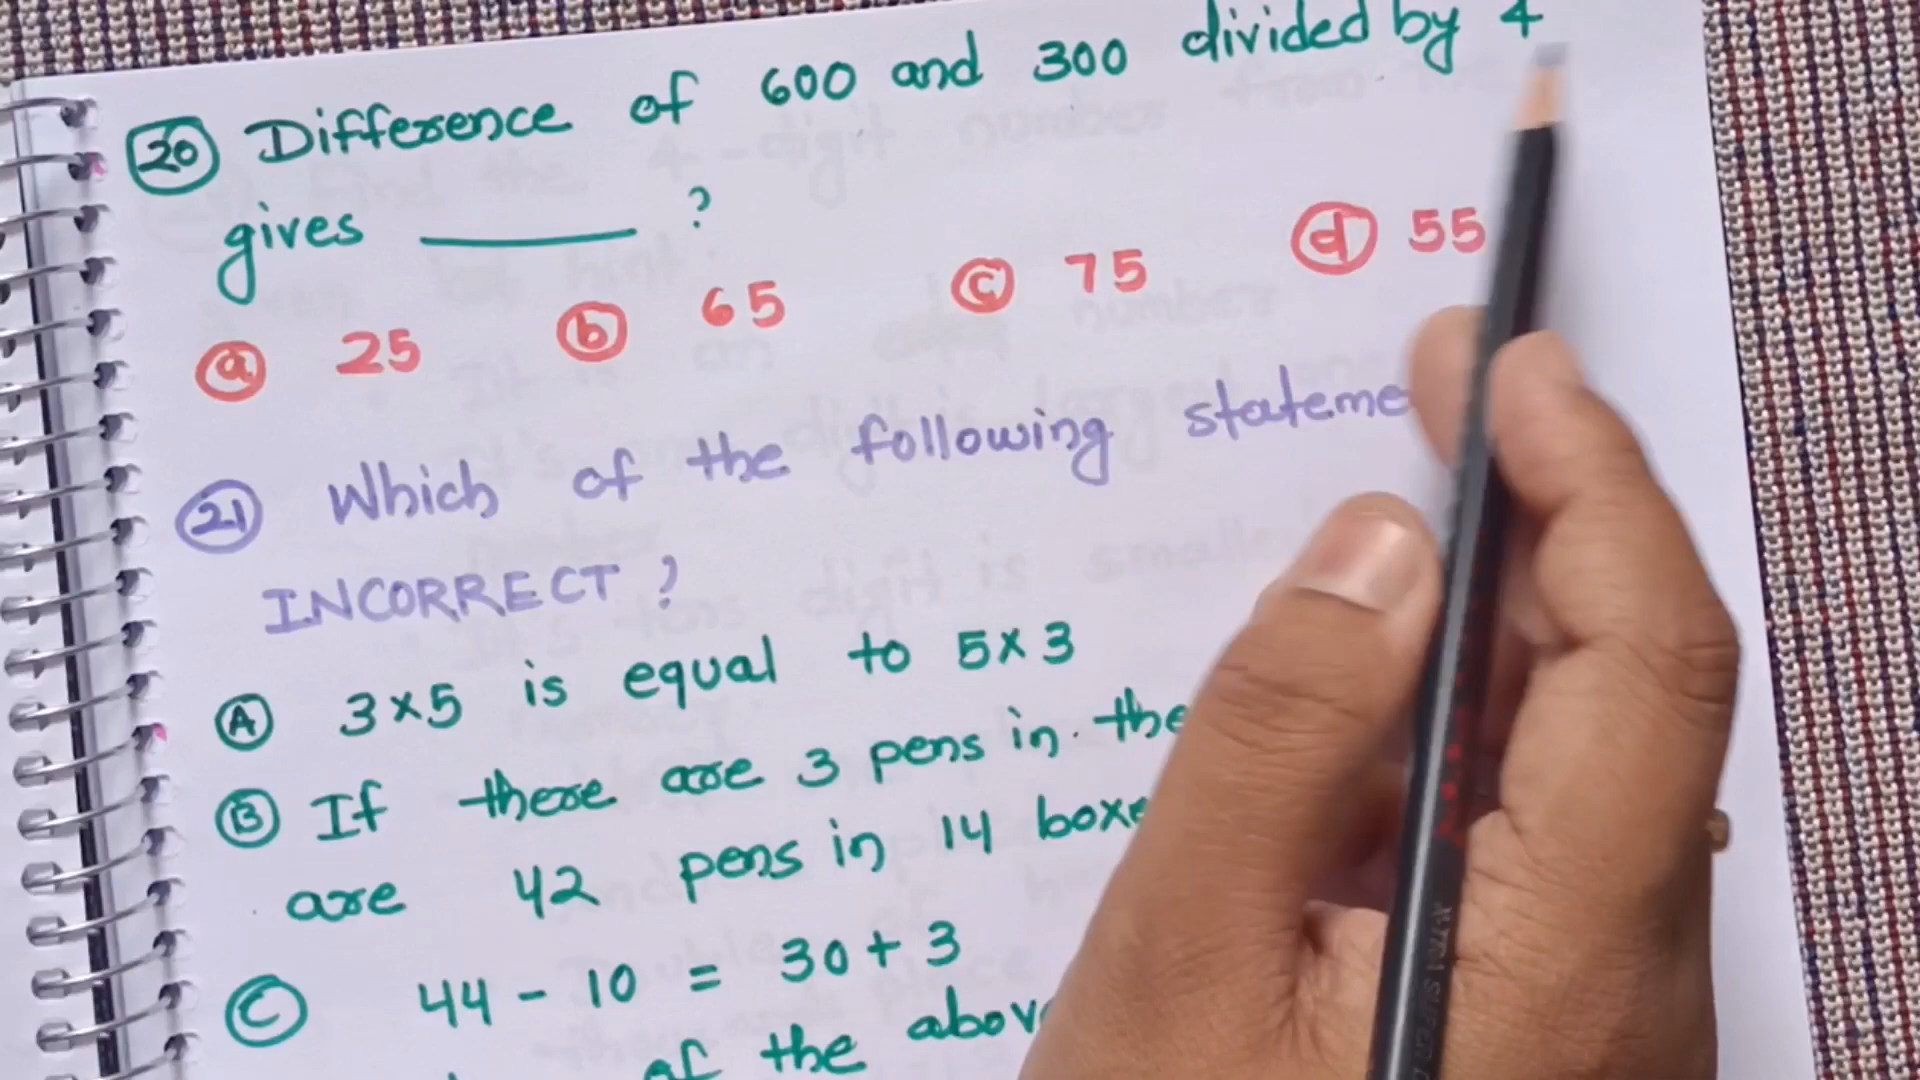 20 Difference of 600 and 300 divided by 4
gives ______ ?
a 25 b 65 c 75 d 55
21 Which of the following stateme
INCORRECT ?
A 3×5 is equal to 5×3
B If there are 3 pens in the
are 42 pens in 14 boxe
C 44 - 10 = 30 + 3
of the above